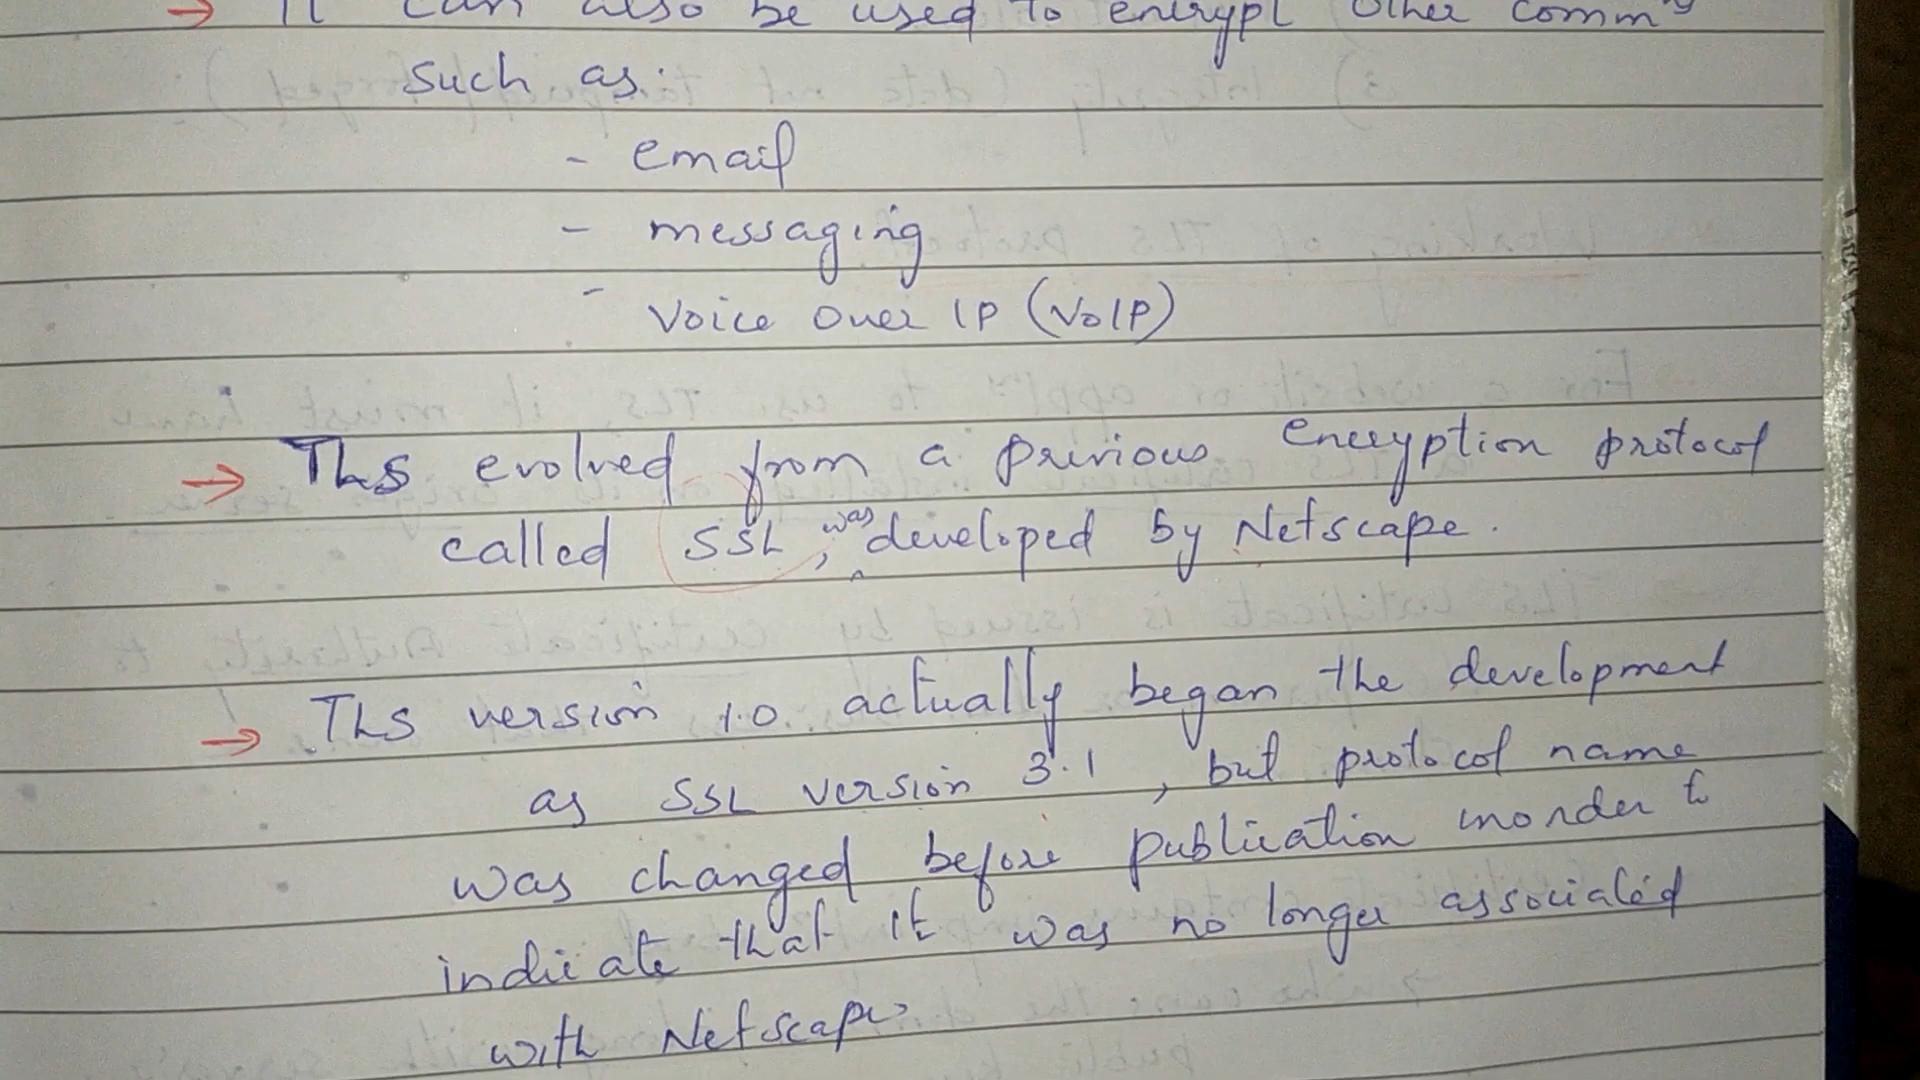 → It can also be used to encrypt other commⁿˢ
such as:
- email
- messaging
- Voice Over IP (VoIP)
→ TLS evolved from a previous encryption protocol
called SSL, was developed by Netscape.
→ TLS version 1.0 actually began the development
as SSL version 3.1, but protocol name
was changed before publication inorder to
indicate that it was no longer associated
with Netscape